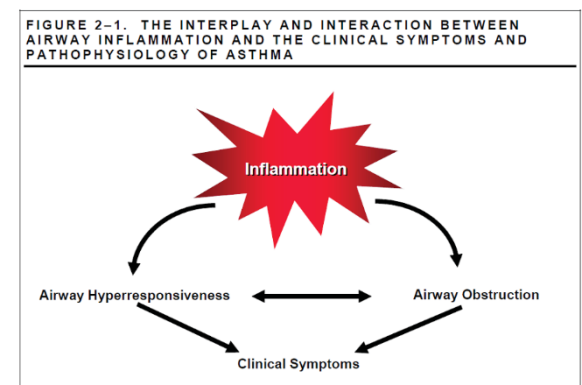 FIGURE 2–1. THE INTERPLAY AND INTERACTION BETWEEN
AIRWAY INFLAMMATION AND THE CLINICAL SYMPTOMS AND
PATHOPHYSIOLOGY OF ASTHMA
Inflammation
Airway Hyperresponsiveness
Airway Obstruction
Clinical Symptoms